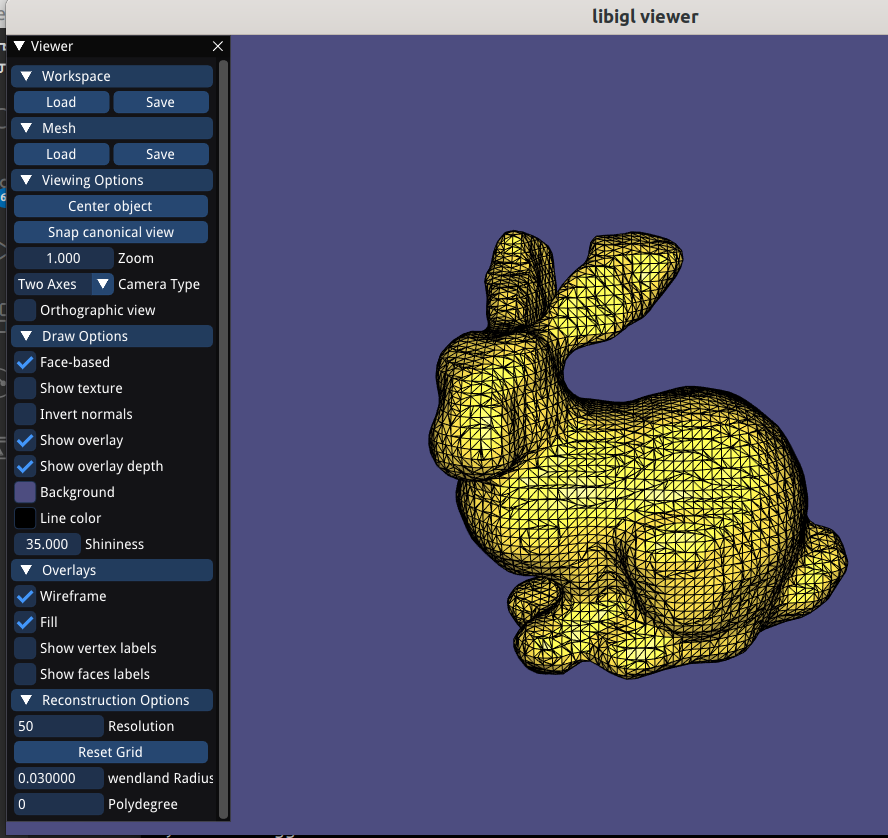 libigl viewer
Viewer
Workspace
Load Save
Mesh
Load Save
Viewing Options
Center object
Snap canonical view
1.000 Zoom
Two Axes Camera Type
Orthographic view
Draw Options
Face-based
Show texture
Invert normals
Show overlay
Show overlay depth
Background
Line color
35.000 Shininess
Overlays
Wireframe
Fill
Show vertex labels
Show faces labels
Reconstruction Options
50 Resolution
Reset Grid
0.030000 wendland Radius
0 Polydegree